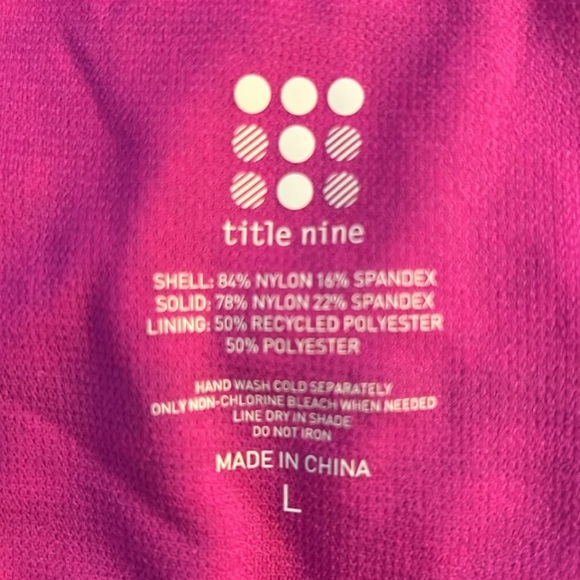 title nine
SHELL: 84% NYLON 16% SPANDEX
SOLID: 78% NYLON 22% SPANDEX
LINING: 50% RECYCLED POLYESTER
50% POLYESTER
HAND WASH COLD SEPARATELY
ONLY NON-CHLORINE BLEACH WHEN NEEDED
LINE DRY IN SHADE
DO NOT IRON
MADE IN CHINA
L